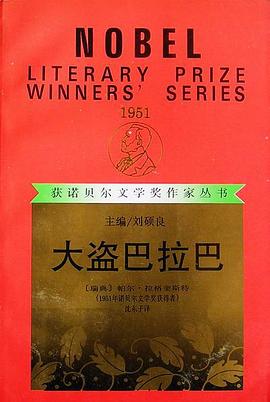 NOBEL
LITERARY PRIZE
WINNERS' SERIES
1951
获诺贝尔文学奖作家丛书
主编/刘硕良
大盗巴拉巴
〔瑞典〕帕尔·拉格奎斯特
(1951年诺贝尔文学奖获得者)
沈东子译